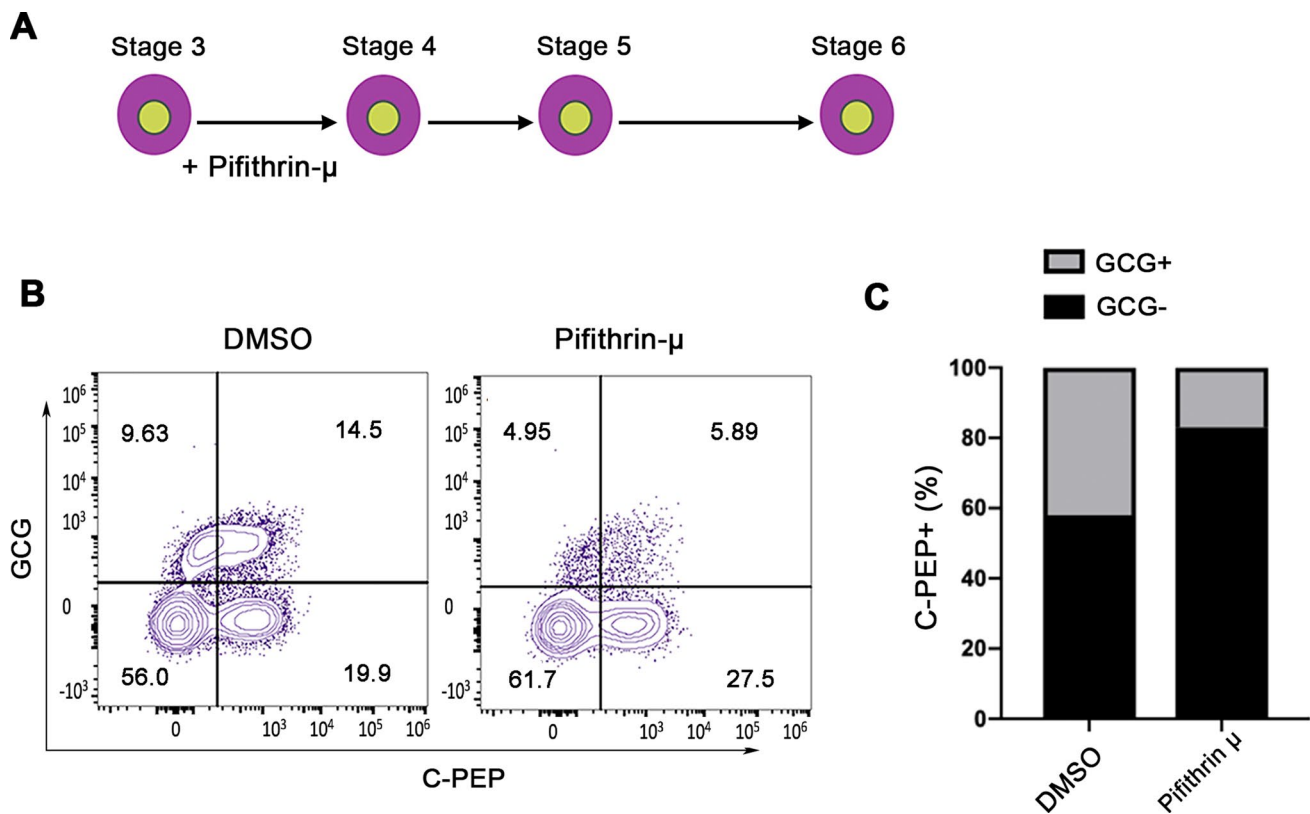 A
Stage 3 Stage 4 Stage 5 Stage 6
+ Pifithrin-µ
B
DMSO Pifithrin-µ
GCG
10⁶
10⁵
10⁴
10³
0
-10³
9.63 14.5
56.0 19.9
0 10³ 10⁴ 10⁵ 10⁶
10⁶
10⁵
10⁴
10³
0
-10³
4.95 5.89
61.7 27.5
0 10³ 10⁴ 10⁵ 10⁶
C-PEP
C
GCG+
GCG-
C-PEP+ (%)
100
80
60
40
20
0
DMSO
Pifithrin µ